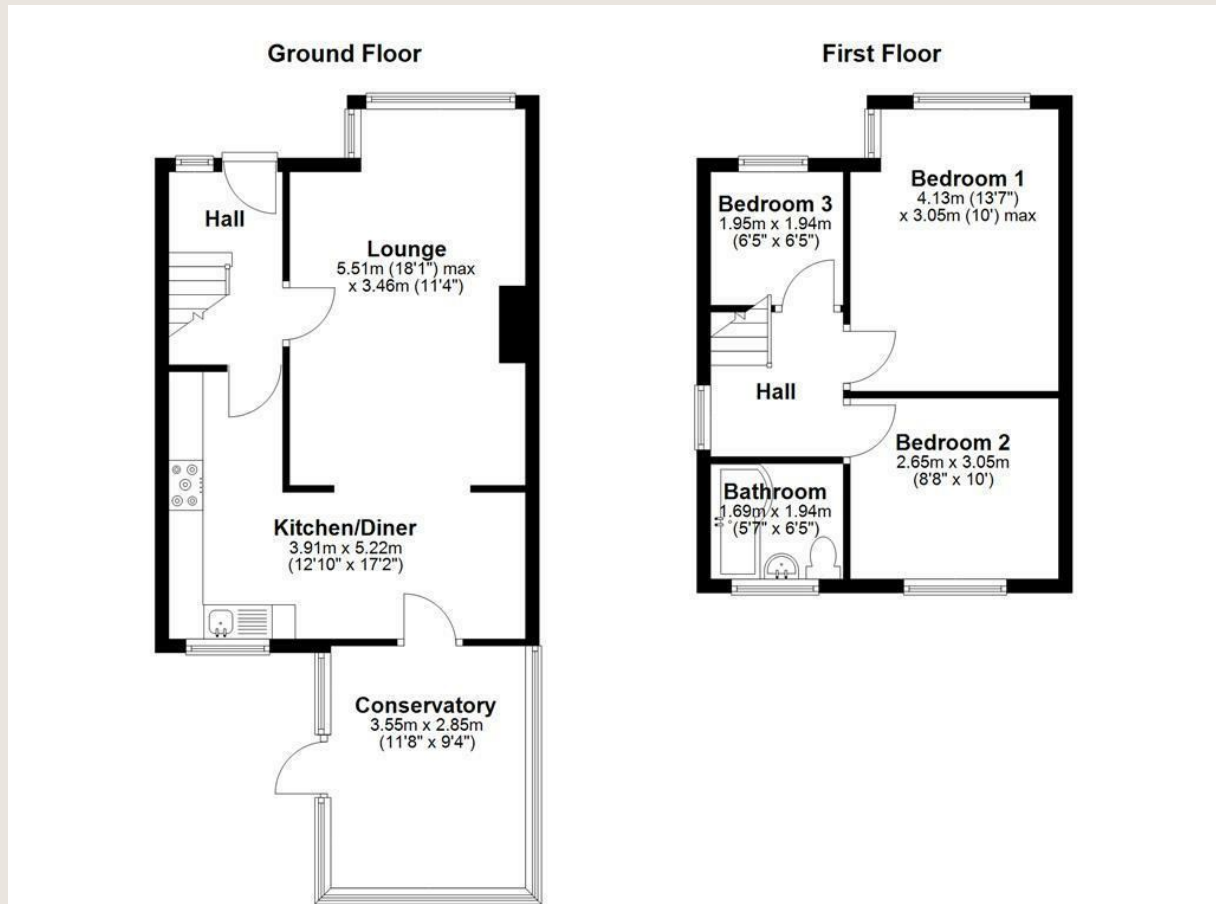 Ground Floor
Hall
Lounge
5.51m (18'1") max
x 3.46m (11'4")
Kitchen/Diner
3.91m x 5.22m
(12'10" x 17'2")
Conservatory
3.55m x 2.85m
(11'8" x 9'4")
First Floor
Bedroom 1
4.13m (13'7")
x 3.05m (10') max
Bedroom 3
1.95m x 1.94m
(6'5" x 6'5")
Hall
Bedroom 2
2.65m x 3.05m
(8'8" x 10')
Bathroom
1.69m x 1.94m
(5'7" x 6'5")